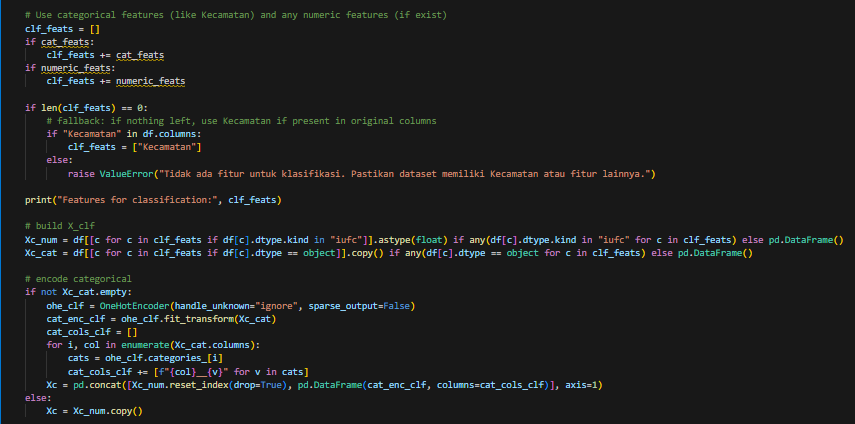 # Use categorical features (like Kecamatan) and any numeric features (if exist)
clf_feats = []
if cat_feats:
    clf_feats += cat_feats
if numeric_feats:
    clf_feats += numeric_feats

if len(clf_feats) == 0:
    # fallback: if nothing left, use Kecamatan if present in original columns
    if "Kecamatan" in df.columns:
        clf_feats = ["Kecamatan"]
    else:
        raise ValueError("Tidak ada fitur untuk klasifikasi. Pastikan dataset memiliki Kecamatan atau fitur lainnya.")

print("Features for classification:", clf_feats)

# build X_clf
Xc_num = df[[c for c in clf_feats if df[c].dtype.kind in "iufc"]].astype(float) if any(df[c].dtype.kind in "iufc" for c in clf_feats) else pd.DataFrame()
Xc_cat = df[[c for c in clf_feats if df[c].dtype == object]].copy() if any(df[c].dtype == object for c in clf_feats) else pd.DataFrame()

# encode categorical
if not Xc_cat.empty:
    ohe_clf = OneHotEncoder(handle_unknown="ignore", sparse_output=False)
    cat_enc_clf = ohe_clf.fit_transform(Xc_cat)
    cat_cols_clf = []
    for i, col in enumerate(Xc_cat.columns):
        cats = ohe_clf.categories_[i]
        cat_cols_clf += [f"{col}__{v}" for v in cats]
    Xc = pd.concat([Xc_num.reset_index(drop=True), pd.DataFrame(cat_enc_clf, columns=cat_cols_clf)], axis=1)
else:
    Xc = Xc_num.copy()